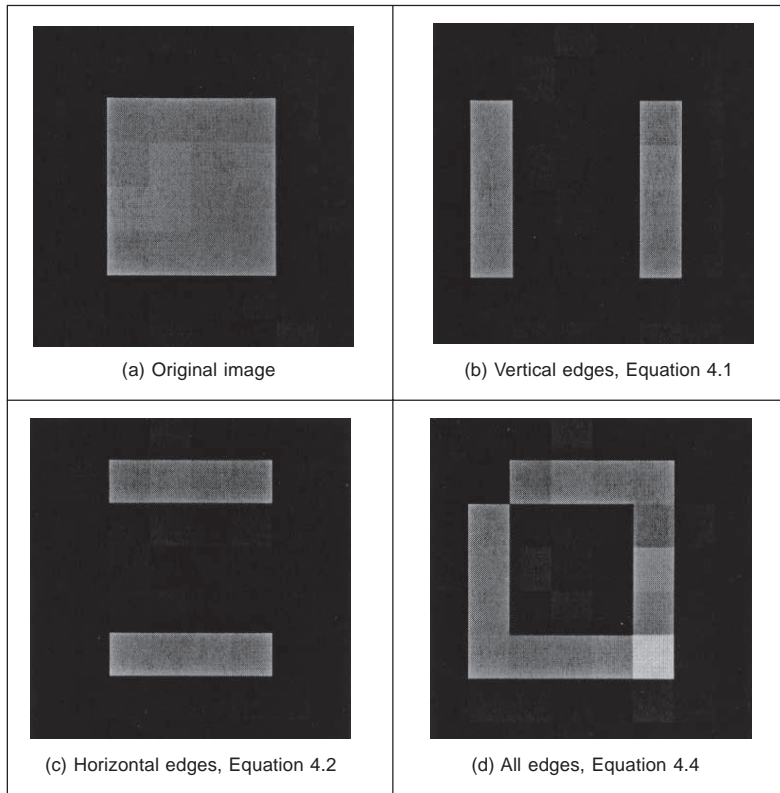 (a) Original image
(b) Vertical edges, Equation 4.1
(c) Horizontal edges, Equation 4.2
(d) All edges, Equation 4.4